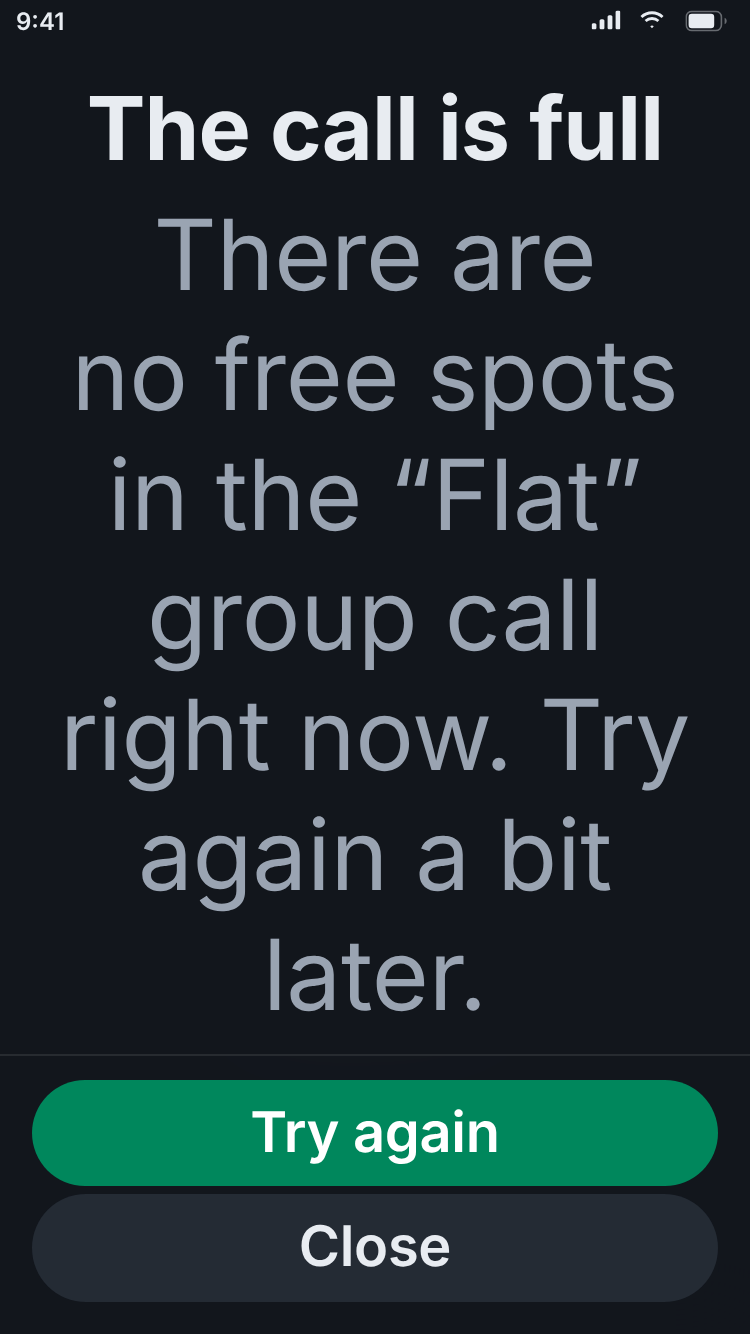 9:41
The call is full
There are
no free spots
in the “Flat”
group call
right now. Try
again a bit
later.
Try again
Close